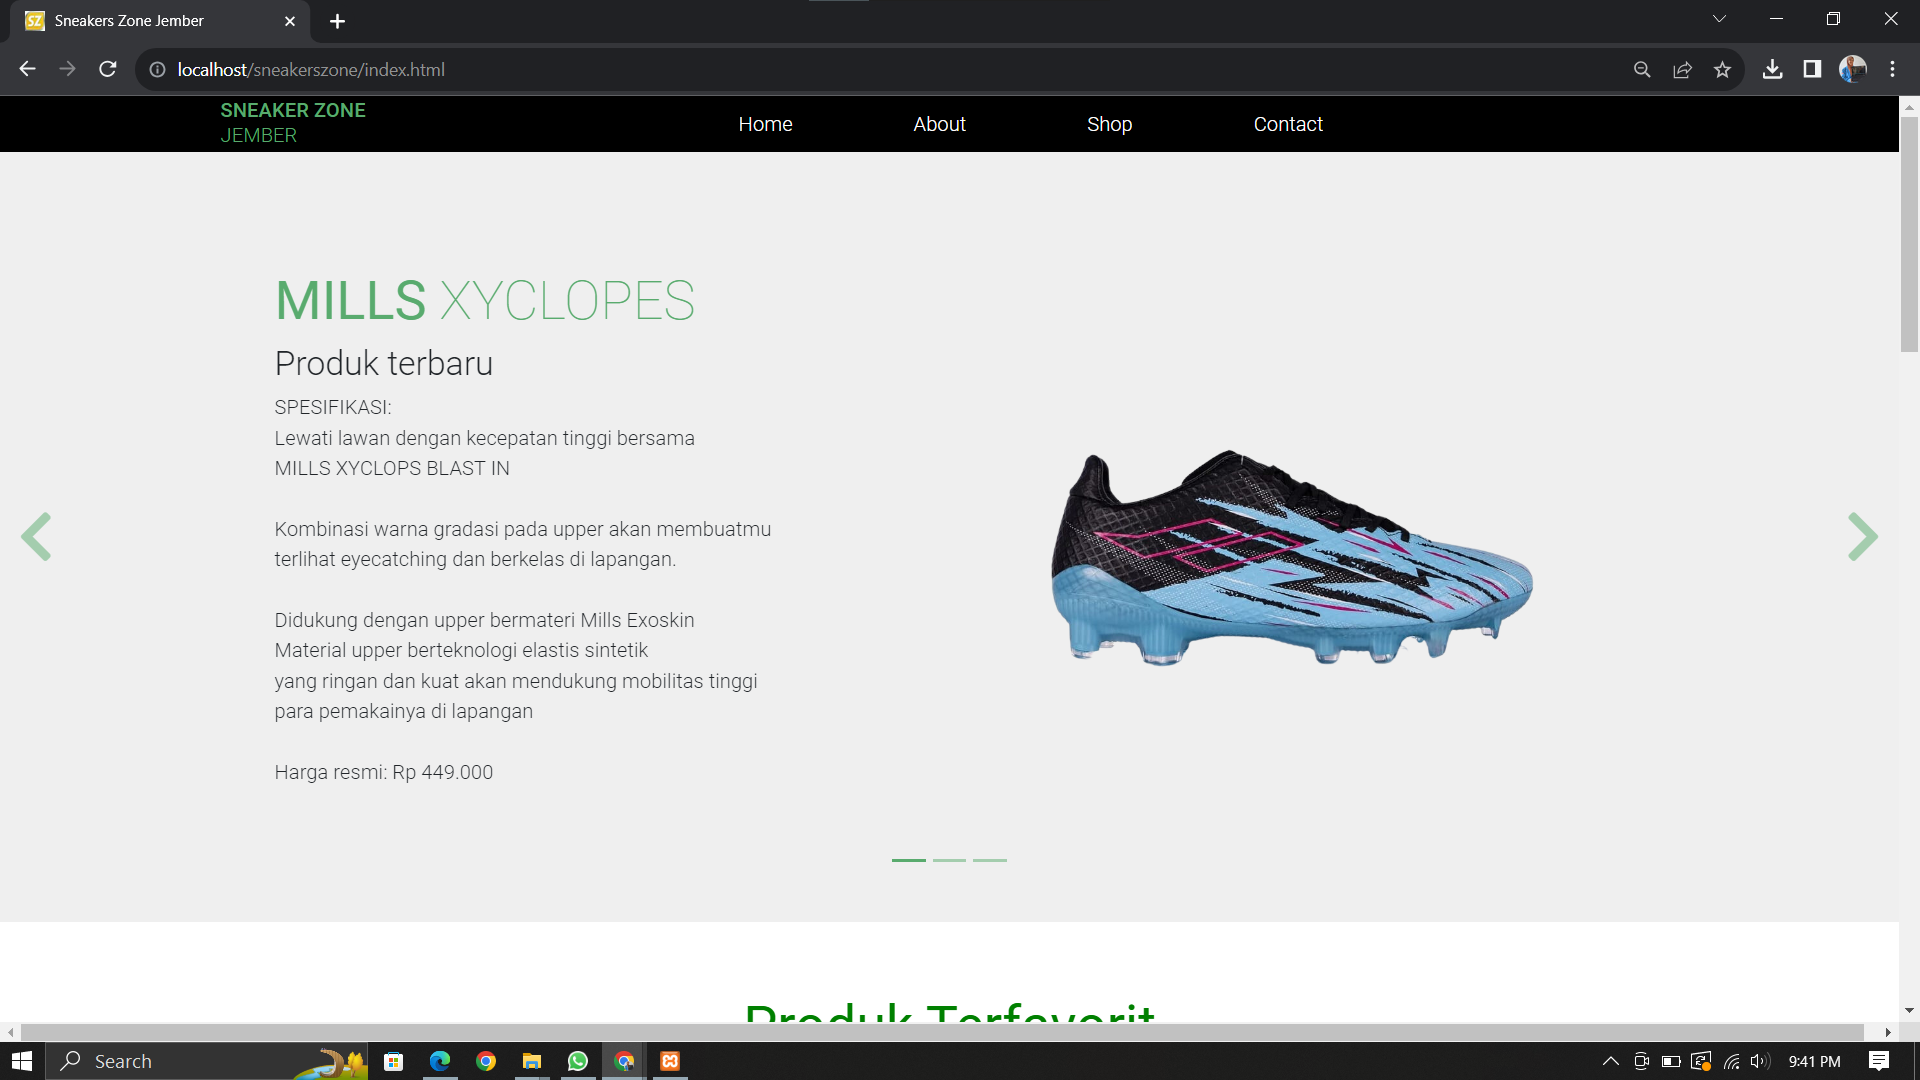 SZ Sneakers Zone Jember
localhost/sneakerszone/index.html
SNEAKER ZONE
JEMBER
Home About Shop Contact
MILLS XYCLOPES
Produk terbaru
SPESIFIKASI:
Lewati lawan dengan kecepatan tinggi bersama
MILLS XYCLOPS BLAST IN
Kombinasi warna gradasi pada upper akan membuatmu
terlihat eyecatching dan berkelas di lapangan.
Didukung dengan upper bermateri Mills Exoskin
Material upper berteknologi elastis sintetik
yang ringan dan kuat akan mendukung mobilitas tinggi
para pemakainya di lapangan
Harga resmi: Rp 449.000
Produk Terfavorit
Search
9:41 PM